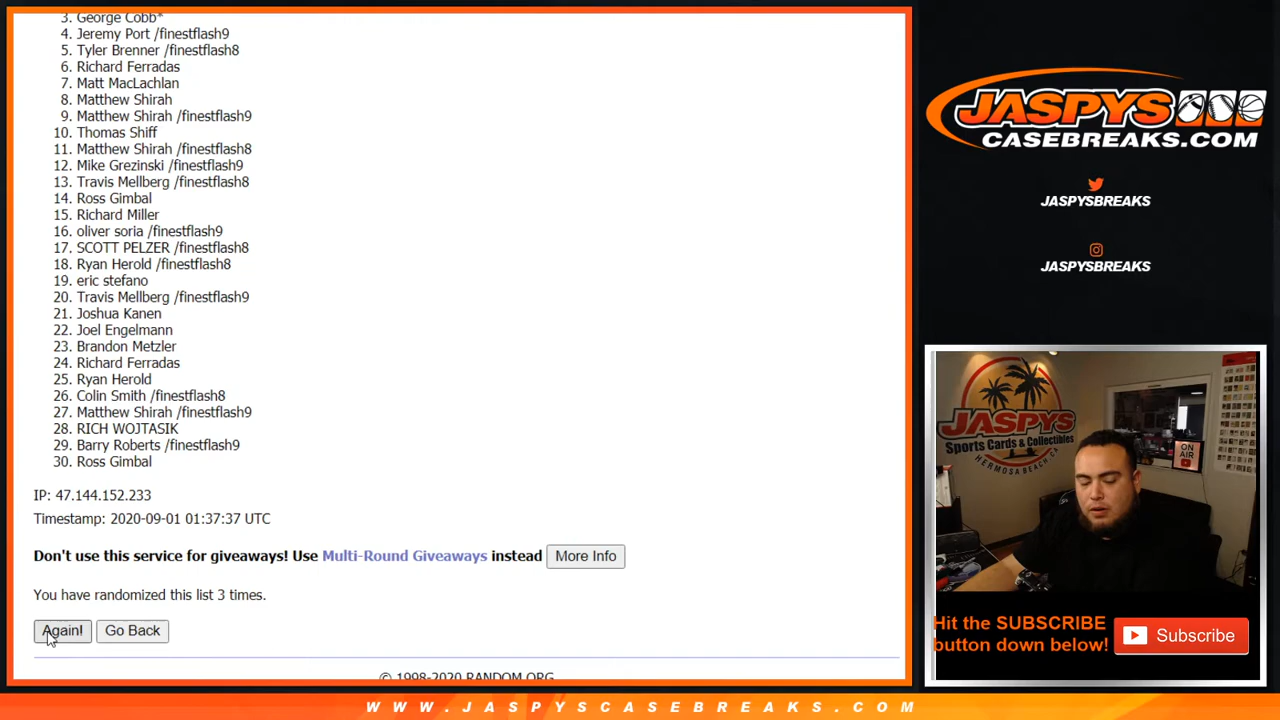 3. George Cobb*
4. Jeremy Port /finestflash9
5. Tyler Brenner /finestflash8
6. Richard Ferradas
7. Matt MacLachlan
8. Matthew Shirah
9. Matthew Shirah /finestflash9
10. Thomas Shiff
11. Matthew Shirah /finestflash8
12. Mike Grezinski /finestflash9
13. Travis Mellberg /finestflash8
14. Ross Gimbal
15. Richard Miller
16. oliver soria /finestflash9
17. SCOTT PELZER /finestflash8
18. Ryan Herold /finestflash8
19. eric stefano
20. Travis Mellberg /finestflash9
21. Joshua Kanen
22. Joel Engelmann
23. Brandon Metzler
24. Richard Ferradas
25. Ryan Herold
26. Colin Smith /finestflash8
27. Matthew Shirah /finestflash9
28. RICH WOJTASIK
29. Barry Roberts /finestflash9
30. Ross Gimbal
IP: 47.144.152.233
Timestamp: 2020-09-01 01:37:37 UTC
Don't use this service for giveaways! Use Multi-Round Giveaways instead More Info
You have randomized this list 3 times.
Again! Go Back
© 1998-2020 RANDOM.ORG
JASPYS
CASEBREAKS.COM
JASPYSBREAKS
JASPYSBREAKS
JASPYS
Sports Cards & Collectibles
HERMOSA BEACH CA
ON AIR
Hit the SUBSCRIBE
button down below!
Subscribe
WWW.JASPYSCASEBREAKS.COM